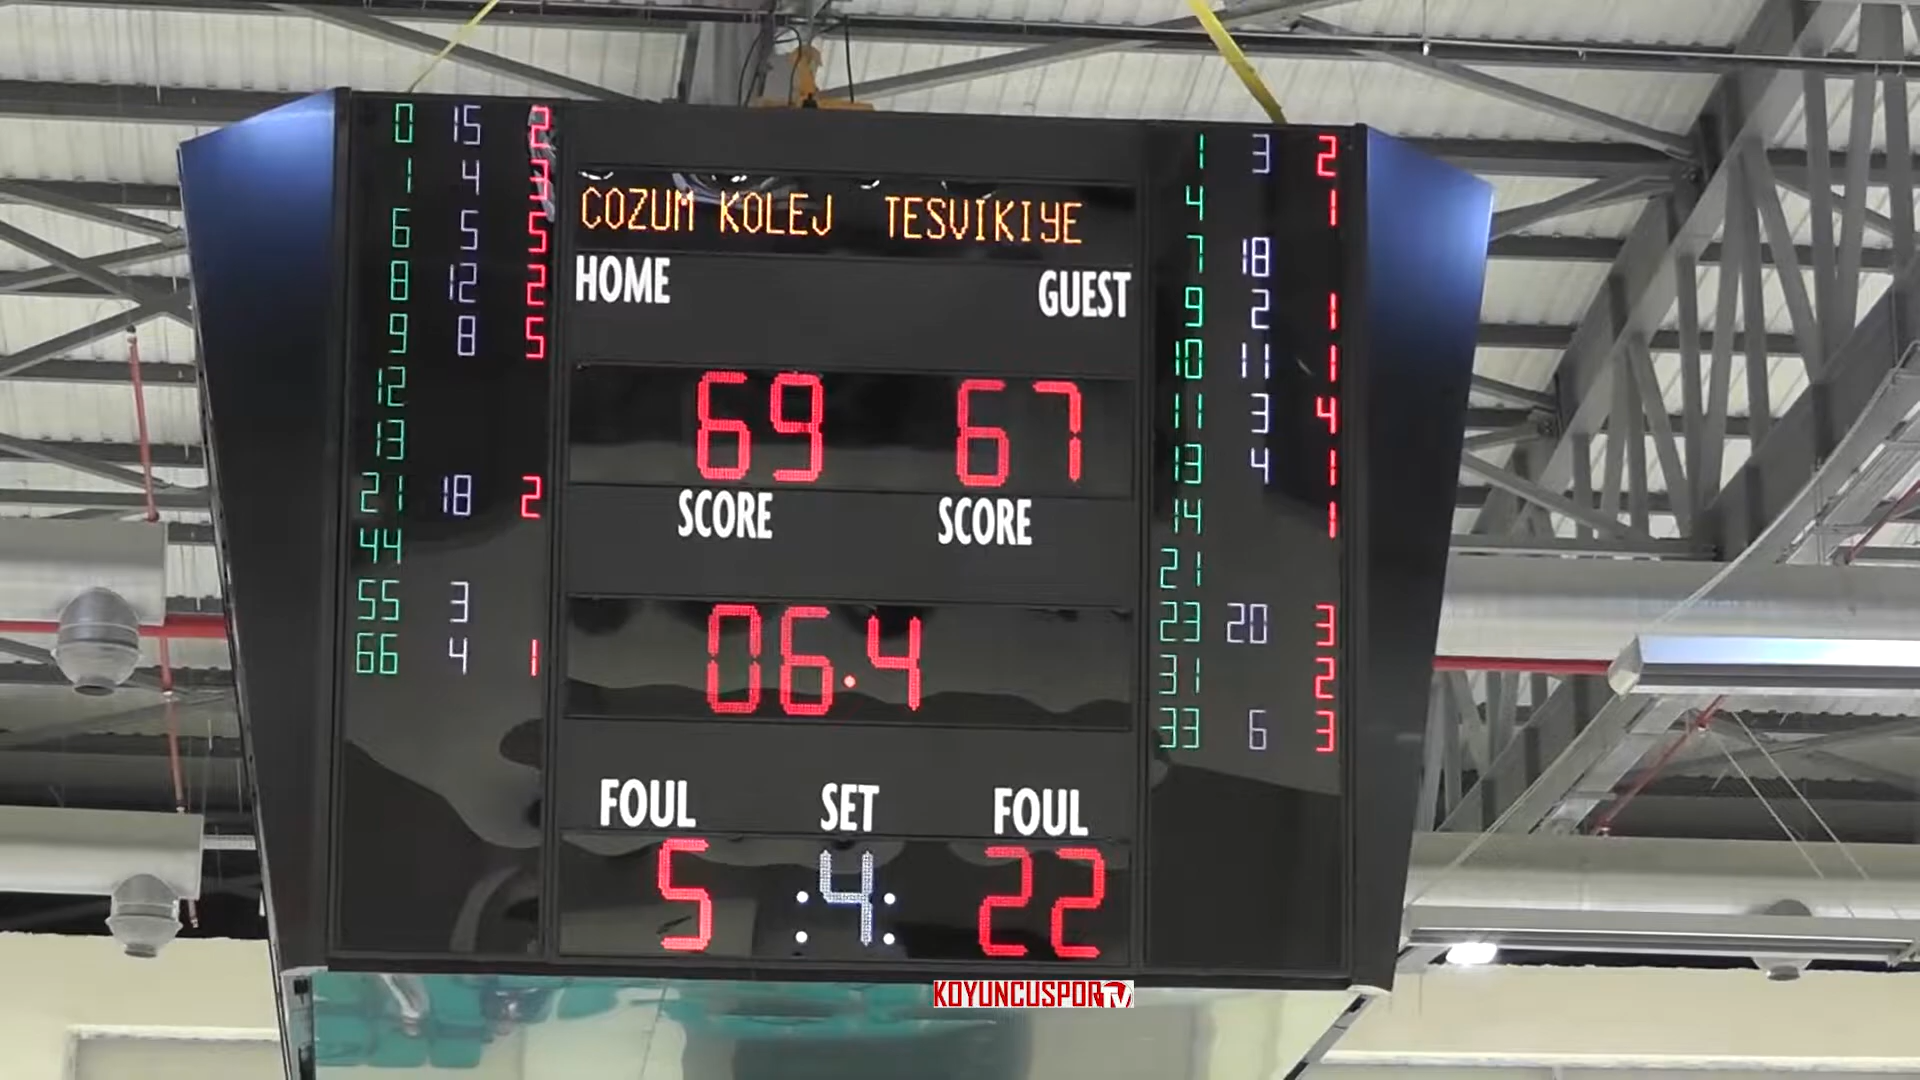 COZUM KOLEJ TESVIKIYE
HOME GUEST
69 67
SCORE SCORE
06.4
FOUL SET FOUL
5 :4: 22
0 15 2
1 4 3
6 5 5
8 12 2
9 8 5
12
13
21 18 2
44
55 3
66 4 1
1 3 2
4 1
7 18
9 2 1
10 11 1
11 3 4
13 4 1
14 1
21
23 20 3
31 2
33 6 3
KOYUNCUSPOR TV